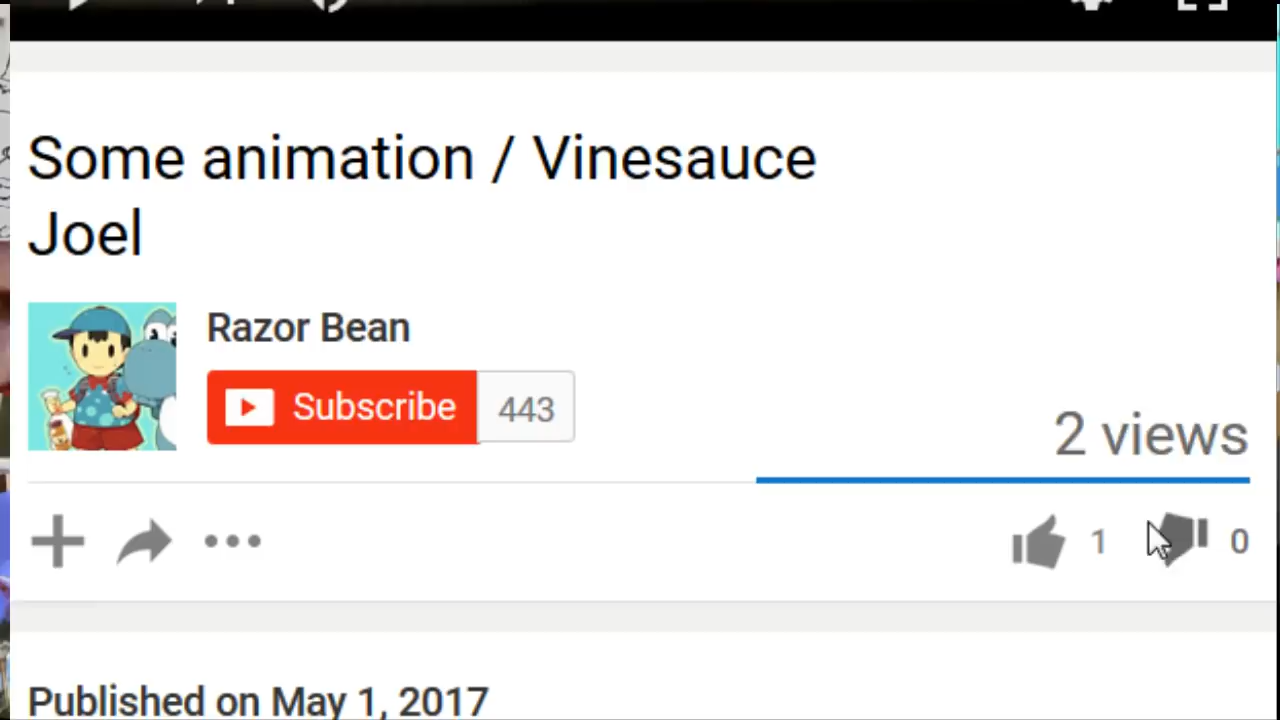 Some animation / Vinesauce
Joel
Razor Bean
Subscribe 443
2 views
1 0
Published on May 1, 2017